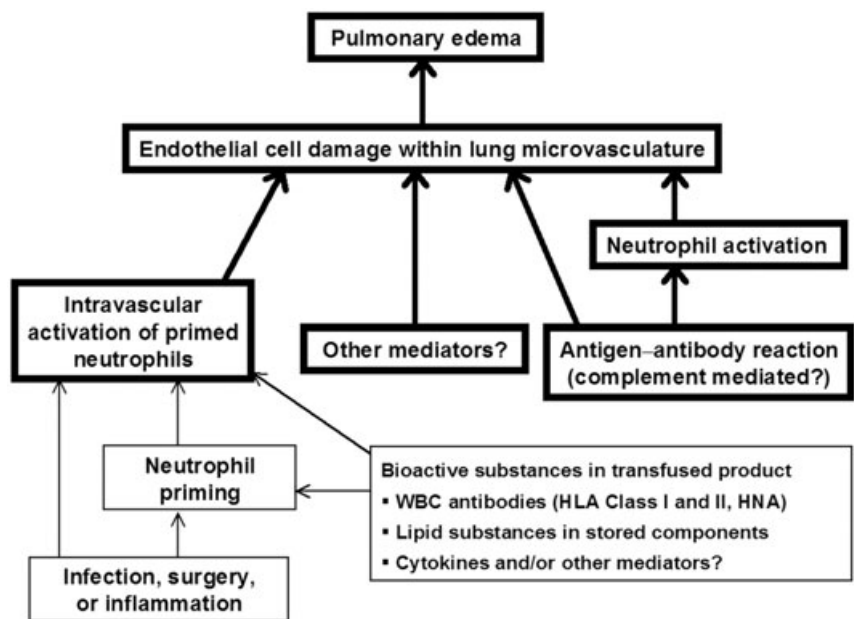 Pulmonary edema
Endothelial cell damage within lung microvasculature
Neutrophil activation
Intravascular
activation of primed
neutrophils
Other mediators?
Antigen–antibody reaction
(complement mediated?)
Neutrophil
priming
Bioactive substances in transfused product
▪ WBC antibodies (HLA Class I and II, HNA)
▪ Lipid substances in stored components
▪ Cytokines and/or other mediators?
Infection, surgery,
or inflammation